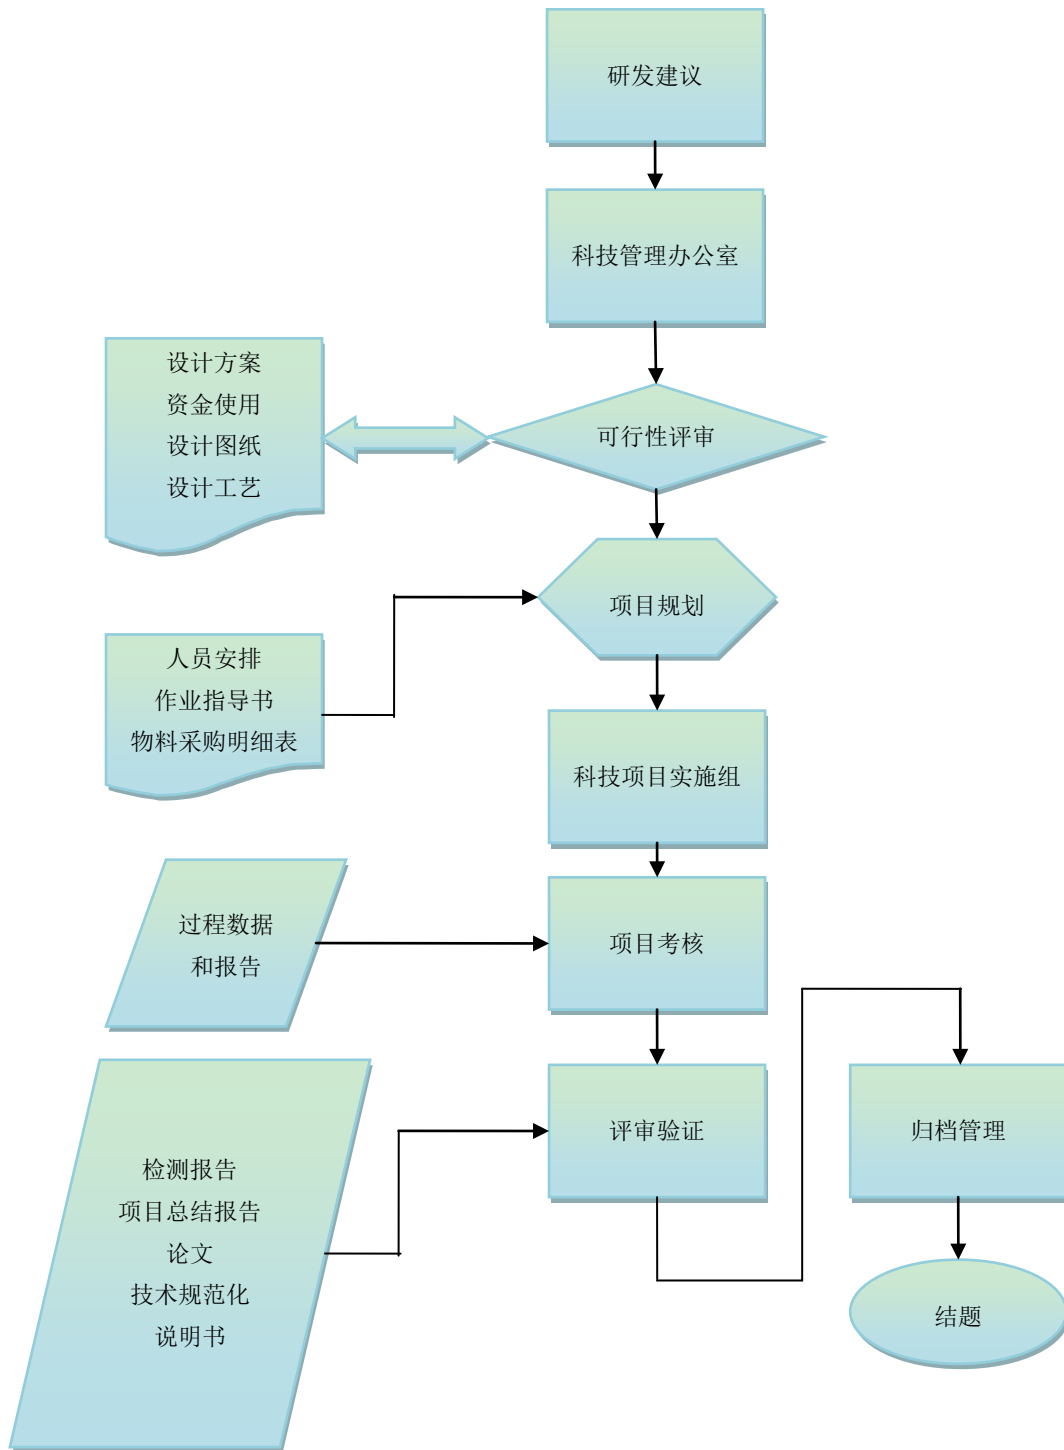 研发建议
科技管理办公室
设计方案
资金使用
设计图纸
设计工艺
可行性评审
项目规划
人员安排
作业指导书
物料采购明细表
科技项目实施组
过程数据
和报告
项目考核
评审验证
归档管理
检测报告
项目总结报告
论文
技术规范化
说明书
结题